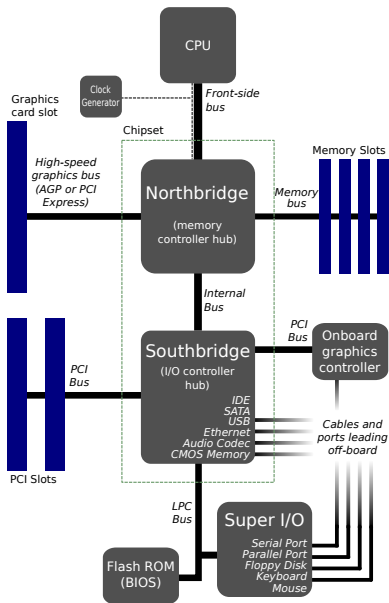 CPU
Clock
Generator
Front-side
bus
Graphics
card slot
Chipset
High-speed
graphics bus
(AGP or PCI
Express)
Northbridge
(memory
controller hub)
Memory
bus
Memory Slots
Internal
Bus
PCI
Bus
Southbridge
(I/O controller
hub)
PCI
Bus
Onboard
graphics
controller
IDE
SATA
USB
Ethernet
Audio Codec
CMOS Memory
Cables and
ports leading
off-board
PCI Slots
LPC
Bus
Super I/O
Serial Port
Parallel Port
Floppy Disk
Keyboard
Mouse
Flash ROM
(BIOS)